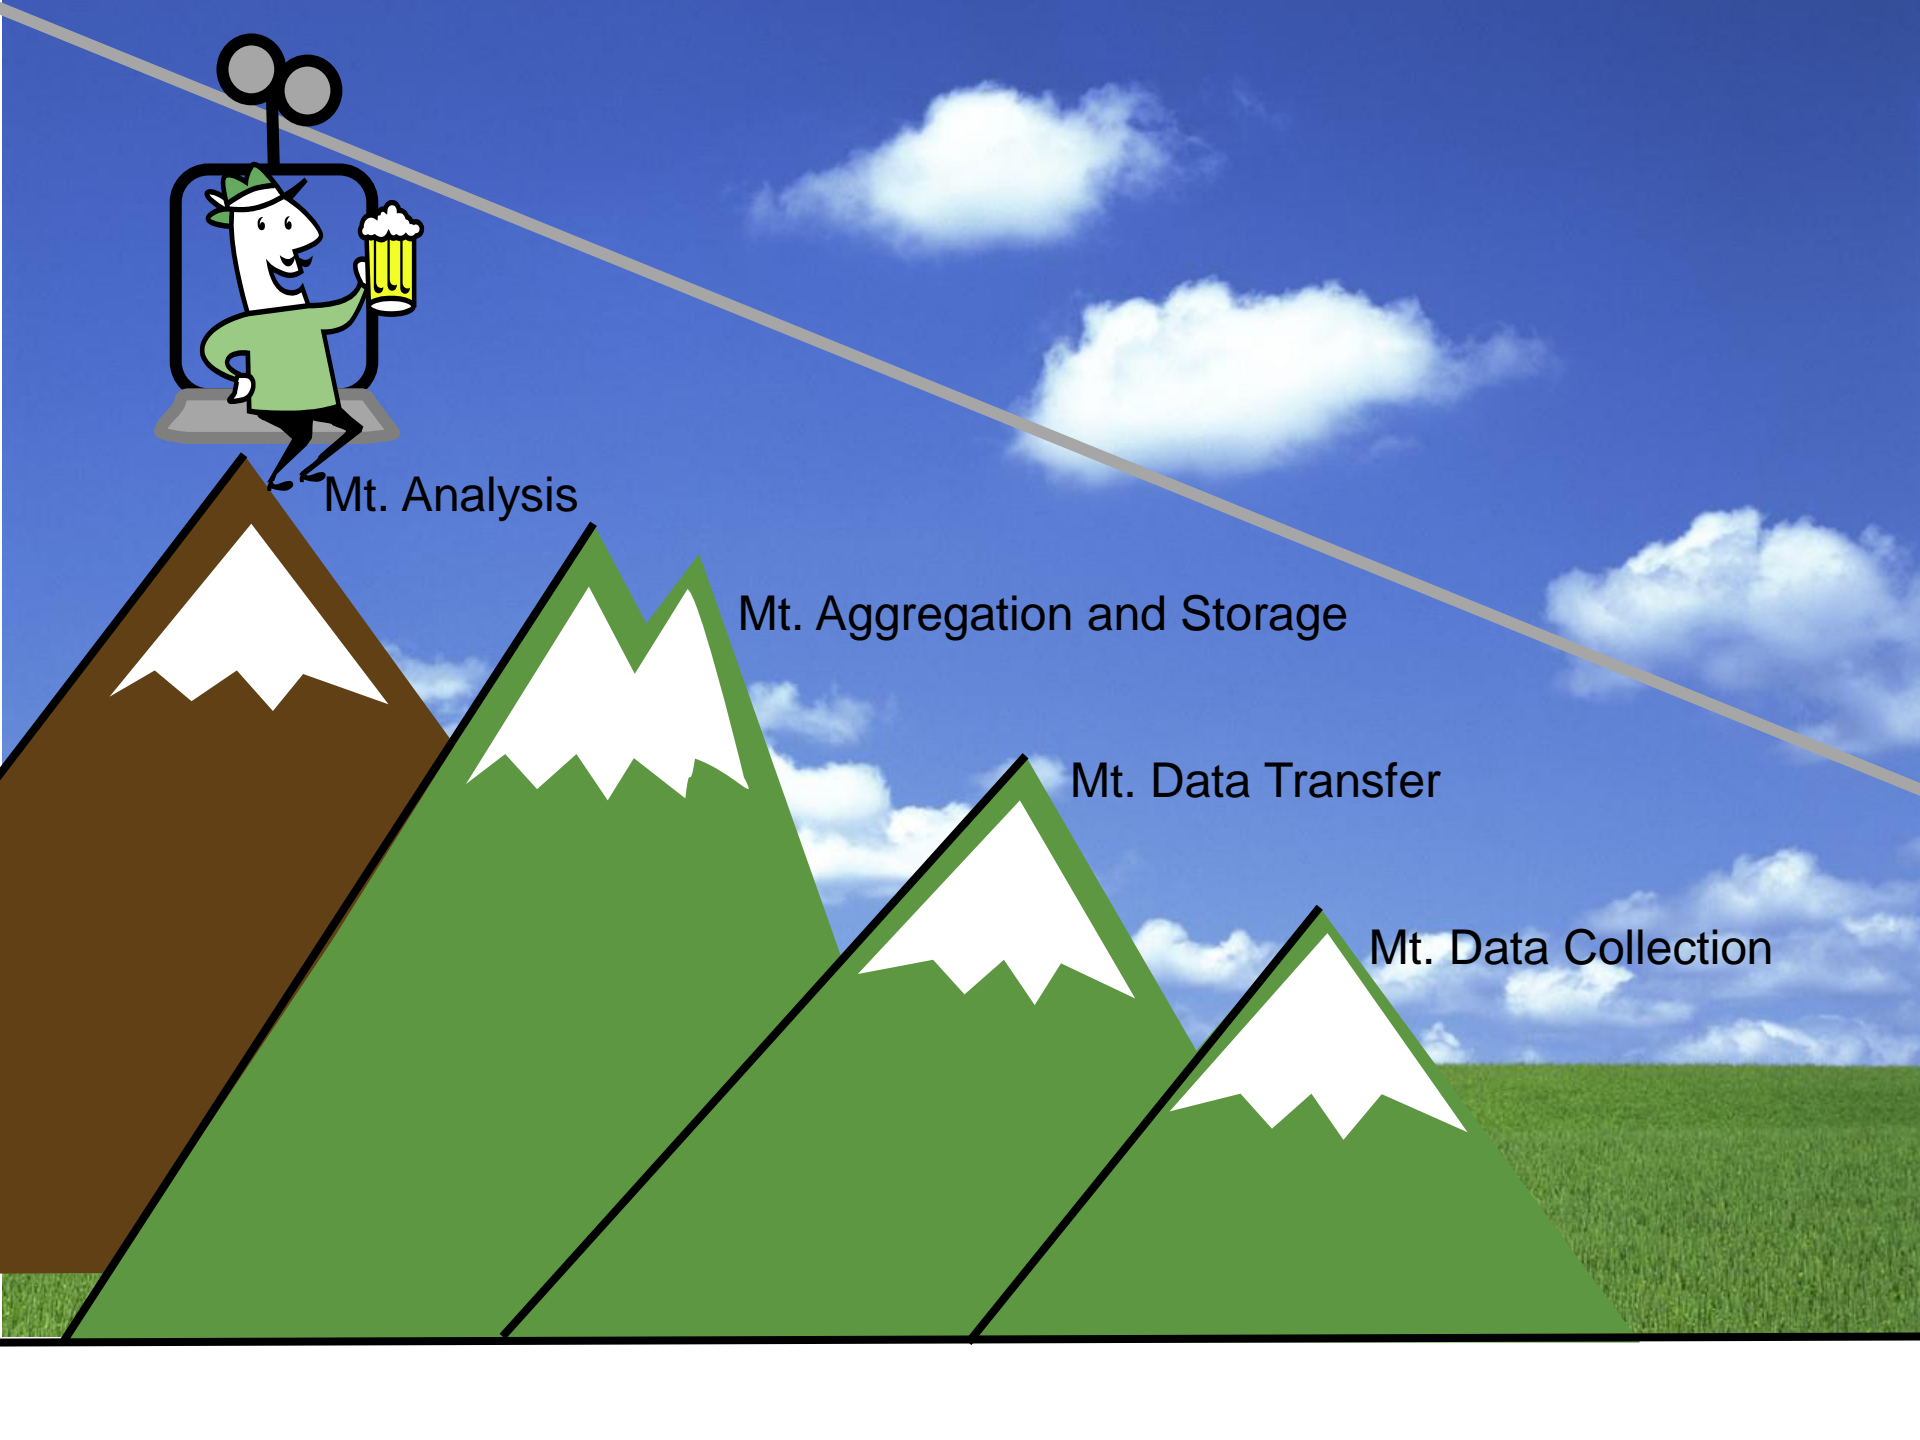 Mt. Analysis
Mt. Aggregation and Storage
Mt. Data Transfer
Mt. Data Collection